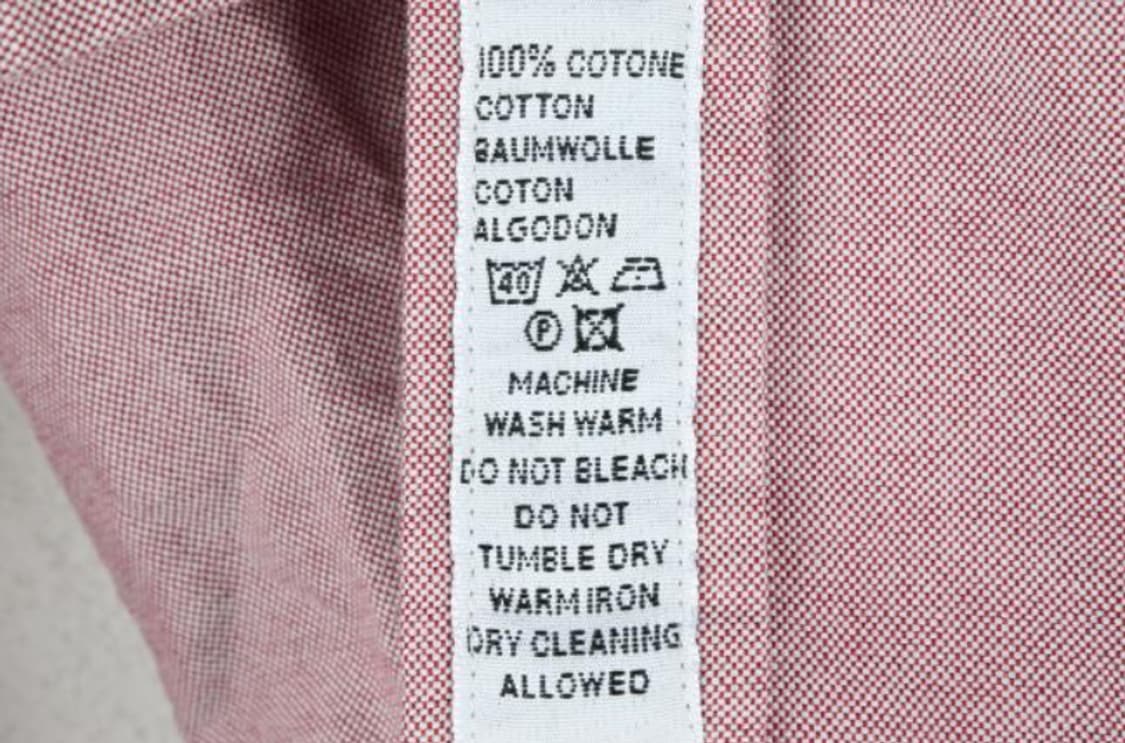 100% COTONE
COTTON
BAUMWOLLE
COTON
ALGODON
40
P
MACHINE
WASH WARM
DO NOT BLEACH
DO NOT
TUMBLE DRY
WARM IRON
DRY CLEANING
ALLOWED